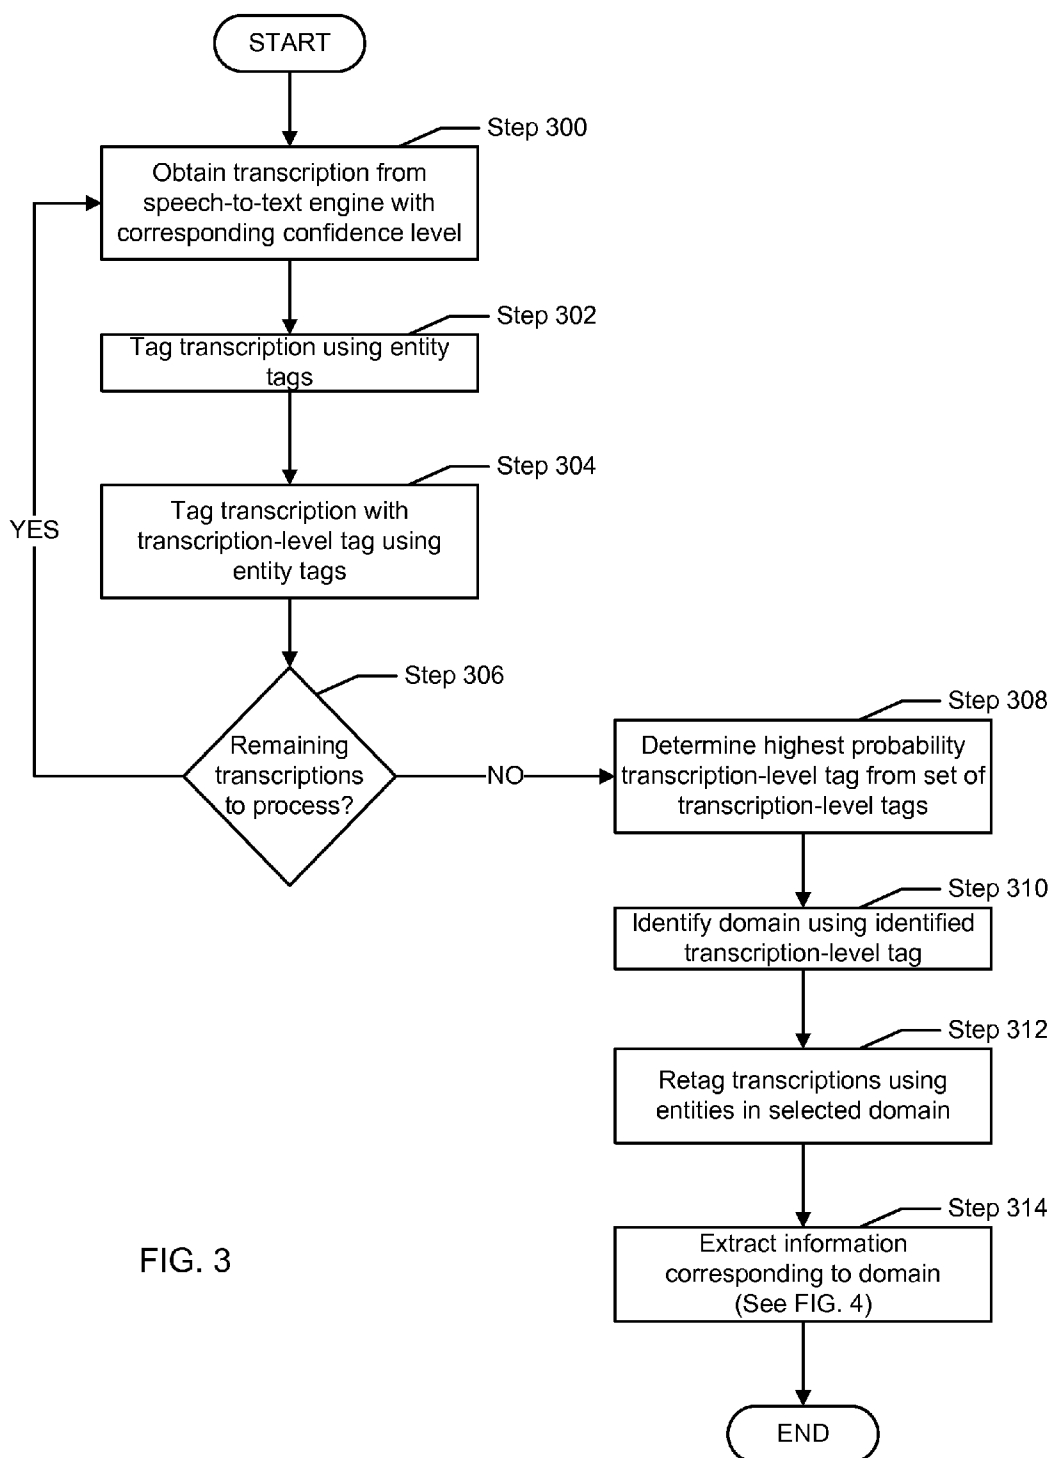 START
Step 300
Obtain transcription from
speech-to-text engine with
corresponding confidence level
Step 302
Tag transcription using entity
tags
Step 304
Tag transcription with
transcription-level tag using
entity tags
YES
Step 306
Remaining
transcriptions
to process?
NO
Step 308
Determine highest probability
transcription-level tag from set of
transcription-level tags
Step 310
Identify domain using identified
transcription-level tag
Step 312
Retag transcriptions using
entities in selected domain
Step 314
Extract information
corresponding to domain
(See FIG. 4)
FIG. 3
END